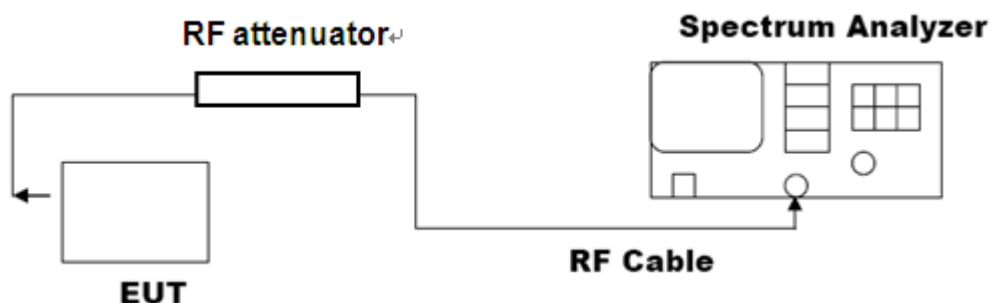 RF attenuator↵
Spectrum Analyzer
RF Cable
EUT